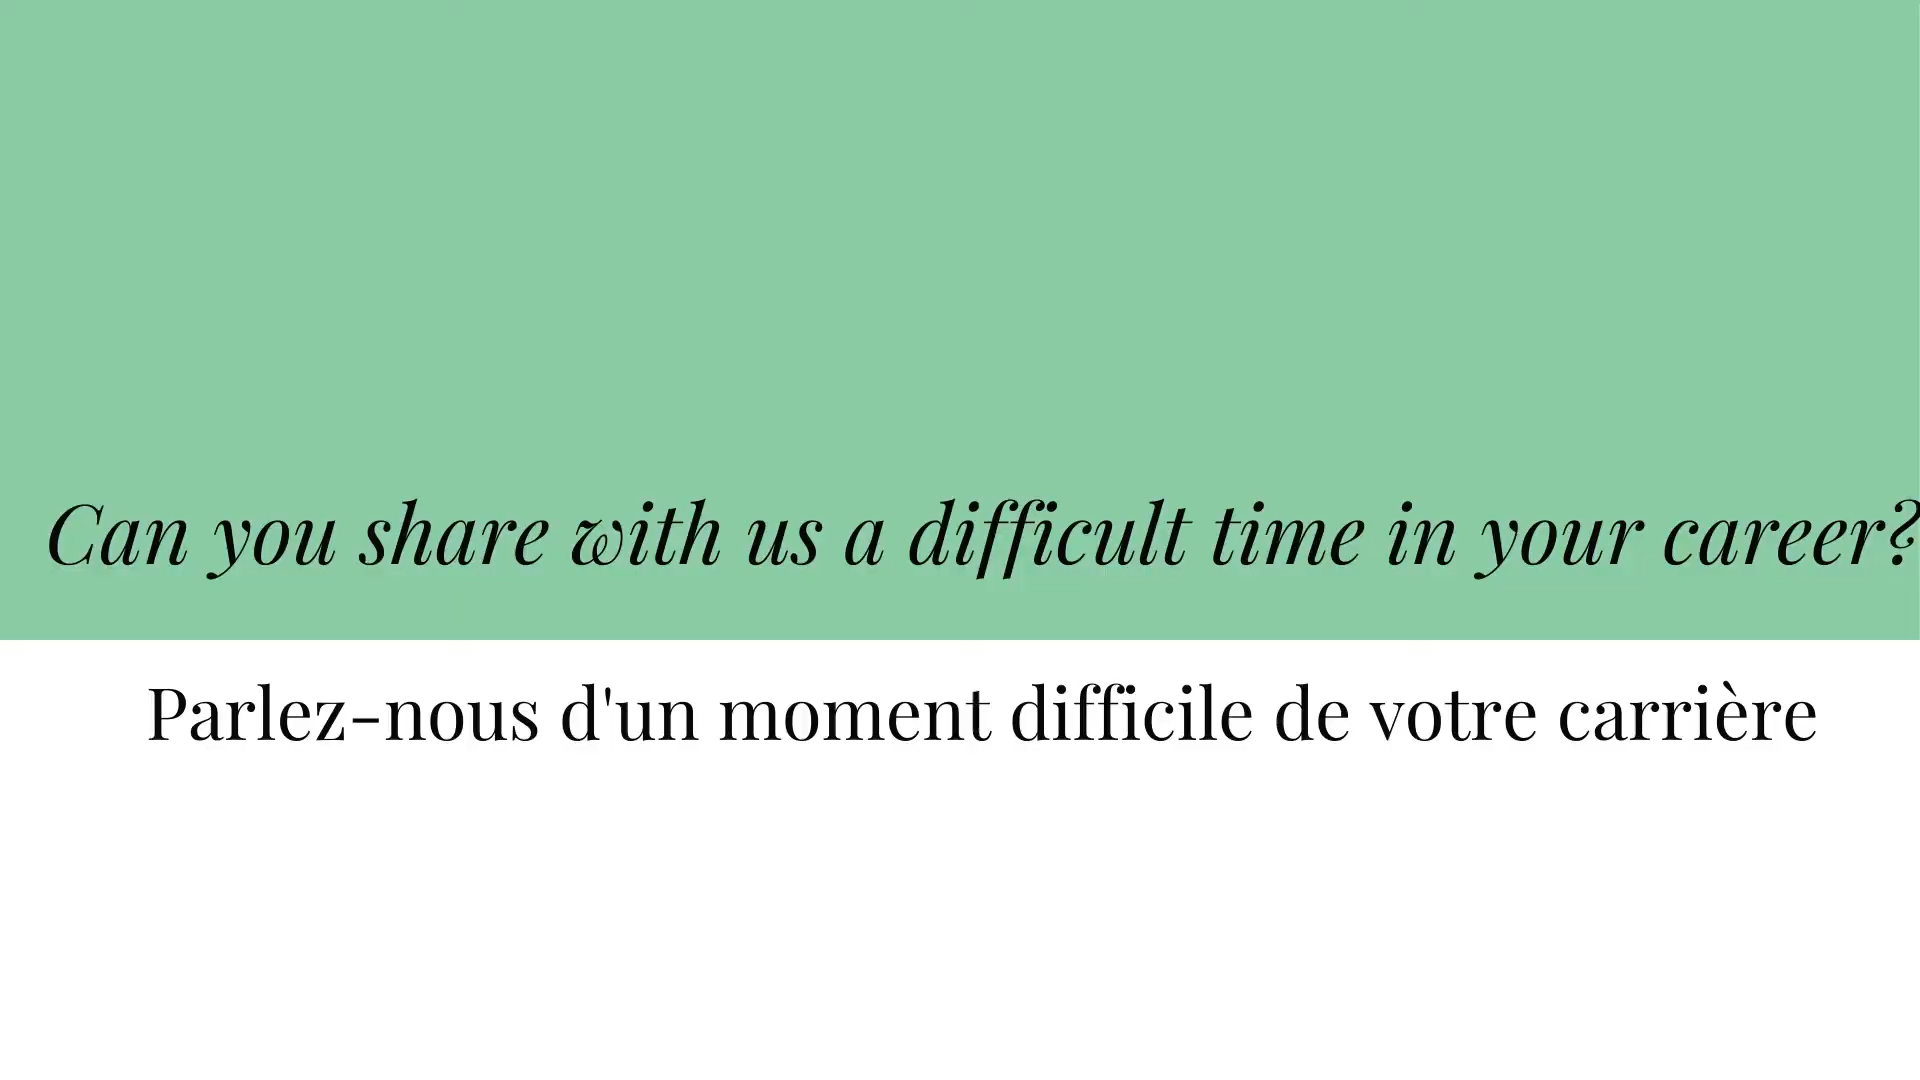 Can you share with us a difficult time in your career?
Parlez-nous d'un moment difficile de votre carrière